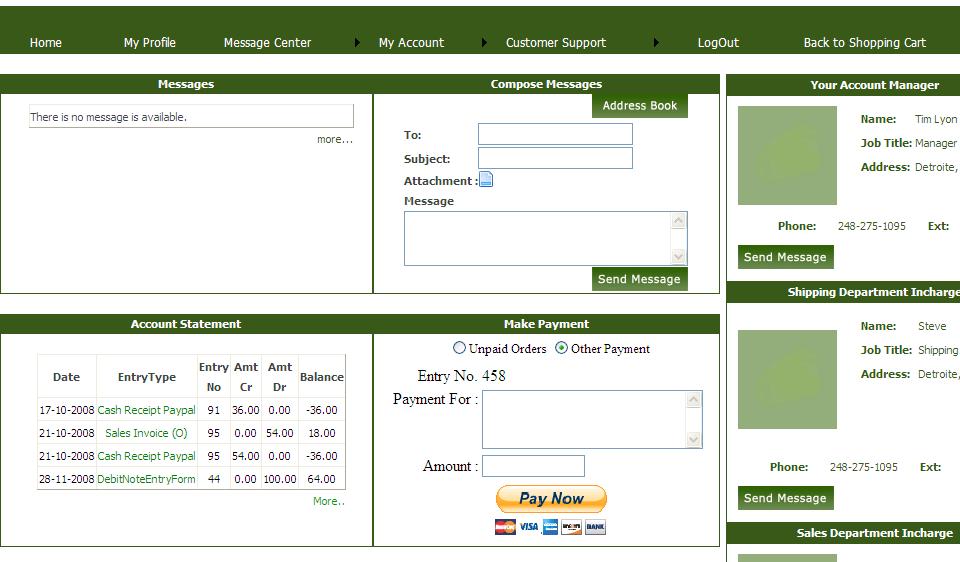 Home My Profile Message Center My Account Customer Support LogOut Back to Shopping Cart
Messages
There is no message is available.
more...
Compose Messages
Address Book
To:
Subject:
Attachment :
Message
Send Message
Account Statement
Date EntryType Entry No Amt Cr Amt Dr Balance
17-10-2008 Cash Receipt Paypal 91 36.00 0.00 -36.00
21-10-2008 Sales Invoice (O) 95 0.00 54.00 18.00
21-10-2008 Cash Receipt Paypal 95 54.00 0.00 -36.00
28-11-2008 DebitNoteEntryForm 44 0.00 100.00 64.00
More..
Make Payment
Unpaid Orders Other Payment
Entry No. 458
Payment For :
Amount :
Pay Now
VISA BANK
Your Account Manager
Name: Tim Lyon
Job Title: Manager
Address: Detroite,
Phone: 248-275-1095 Ext:
Send Message
Shipping Department Incharge
Name: Steve
Job Title: Shipping
Address: Detroite,
Phone: 248-275-1095 Ext:
Send Message
Sales Department Incharge